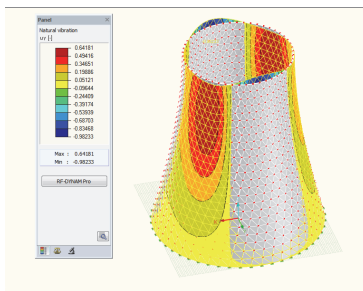 Panel
Natural vibration
uY [-]
0.64181
0.49416
0.34651
0.19886
0.05121
-0.09644
-0.24409
-0.39174
-0.53939
-0.68703
-0.83468
-0.98233
Max : 0.64181
Min : -0.98233
RF-DYNAM Pro